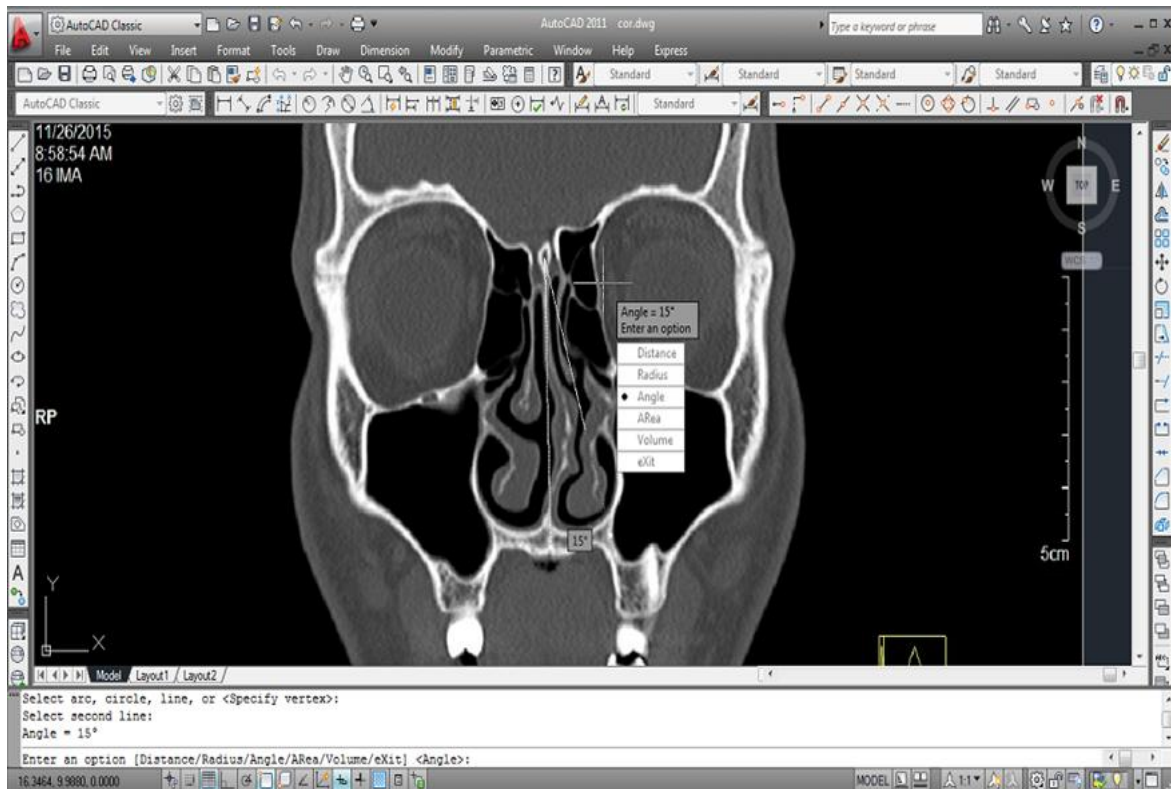 AutoCAD Classic
AutoCAD 2011 cor.dwg
Type a keyword or phrase
File Edit View Insert Format Tools Draw Dimension Modify Parametric Window Help Express
Standard Standard Standard Standard
AutoCAD Classic Standard
11/26/2015
8:58:54 AM
16 IMA
N
W TOP E
S
WCS
Angle = 15°
Enter an option
Distance
Radius
Angle
ARea
Volume
eXit
RP
15°
5cm
A
Y
X
Model Layout1 Layout2
Select arc, circle, line, or <Specify vertex>:
Select second line:
Angle = 15°
Enter an option [Distance/Radius/Angle/ARea/Volume/eXit] <Angle>:
16.3464, 9.9880, 0.0000 MODEL 1:1